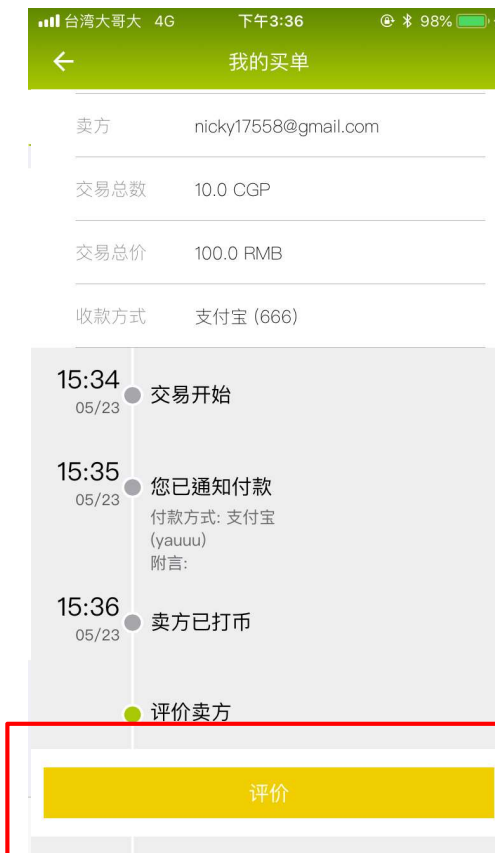 台湾大哥大 4G 下午3:36 98%
我的买单
卖方 nicky17558@gmail.com
交易总数 10.0 CGP
交易总价 100.0 RMB
收款方式 支付宝 (666)
15:34
05/23
交易开始
15:35
05/23
您已通知付款
付款方式: 支付宝
(yauuu)
附言:
15:36
05/23
卖方已打币
评价卖方
评价